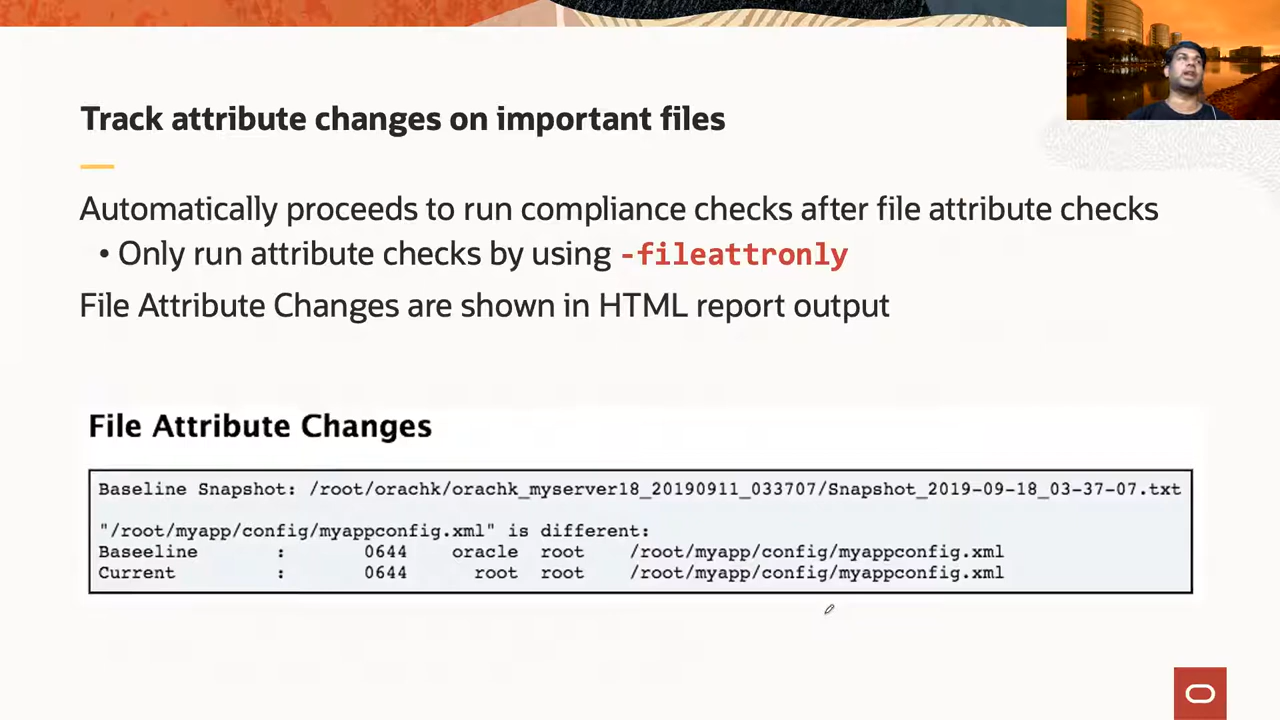 Track attribute changes on important files
Automatically proceeds to run compliance checks after file attribute checks
• Only run attribute checks by using -fileattronly
File Attribute Changes are shown in HTML report output
File Attribute Changes
Baseline Snapshot: /root/orachk/orachk_myserver18_20190911_033707/Snapshot_2019-09-18_03-37-07.txt
"/root/myapp/config/myappconfig.xml" is different:
Baseeline : 0644 oracle root /root/myapp/config/myappconfig.xml
Current : 0644 root root /root/myapp/config/myappconfig.xml